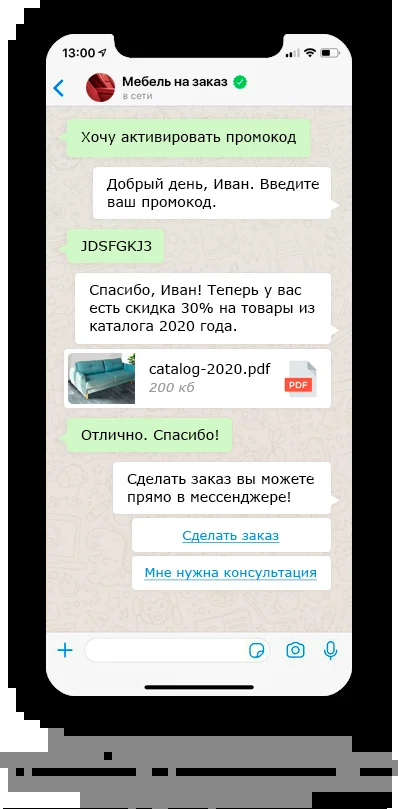 13:00
Мебель на заказ
в сети
Хочу активировать промокод
Добрый день, Иван. Введите
ваш промокод.
JDSFGKJ3
Спасибо, Иван! Теперь у вас
есть скидка 30% на товары из
каталога 2020 года.
catalog-2020.pdf
200 кб
PDF
Отлично. Спасибо!
Сделать заказ вы можете
прямо в мессенджере!
Сделать заказ
Мне нужна консультация